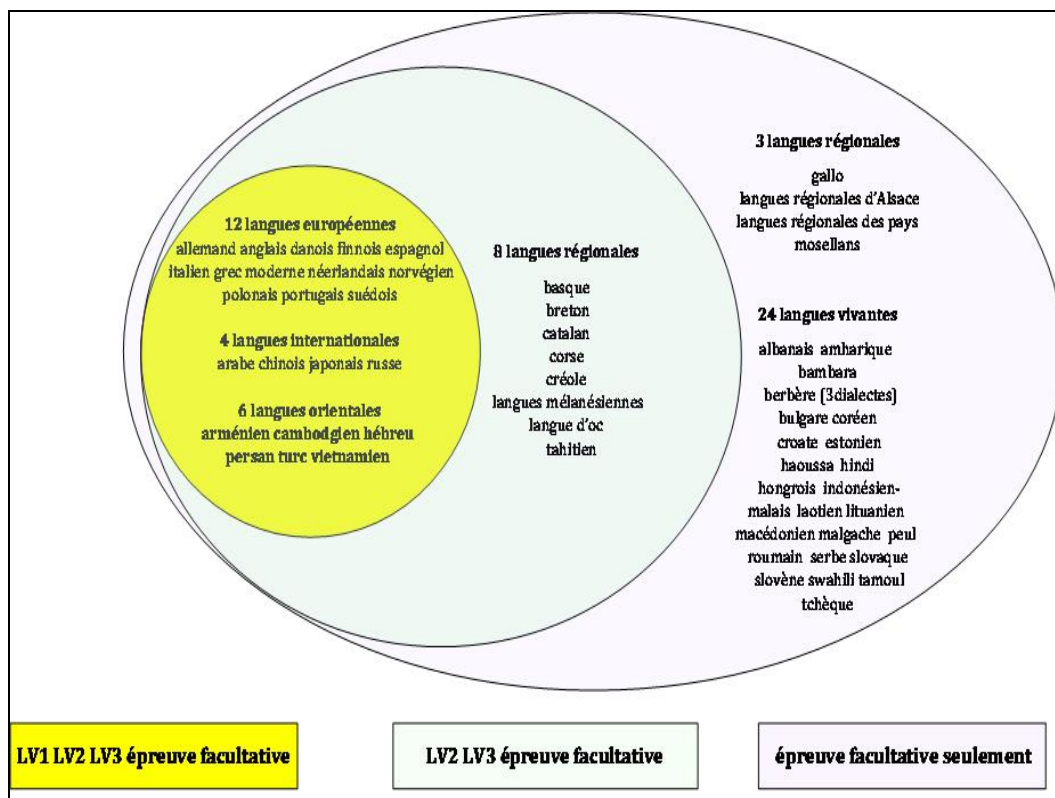 12 langues européennes
allemand anglais danois finnois espagnol
italien grec moderne néerlandais norvégien
polonais portugais suédois
4 langues internationales
arabe chinois japonais russe
6 langues orientales
arménien cambodgien hébreu
persan turc vietnamien
8 langues régionales
basque
breton
catalan
corse
créole
langues mélanésiennes
langue d'oc
tahitien
3 langues régionales
gallo
langues régionales d'Alsace
langues régionales des pays
mosellans
24 langues vivantes
albanais amharique
bambara
berbère (3dialectes)
bulgare coréen
croate estonien
haoussa hindi
hongrois indonésien-
malais laotien lituanien
macédonien malgache peul
roumain serbe slovaque
slovène swahili tamoul
tchèque
LV1 LV2 LV3 épreuve facultative
LV2 LV3 épreuve facultative
épreuve facultative seulement